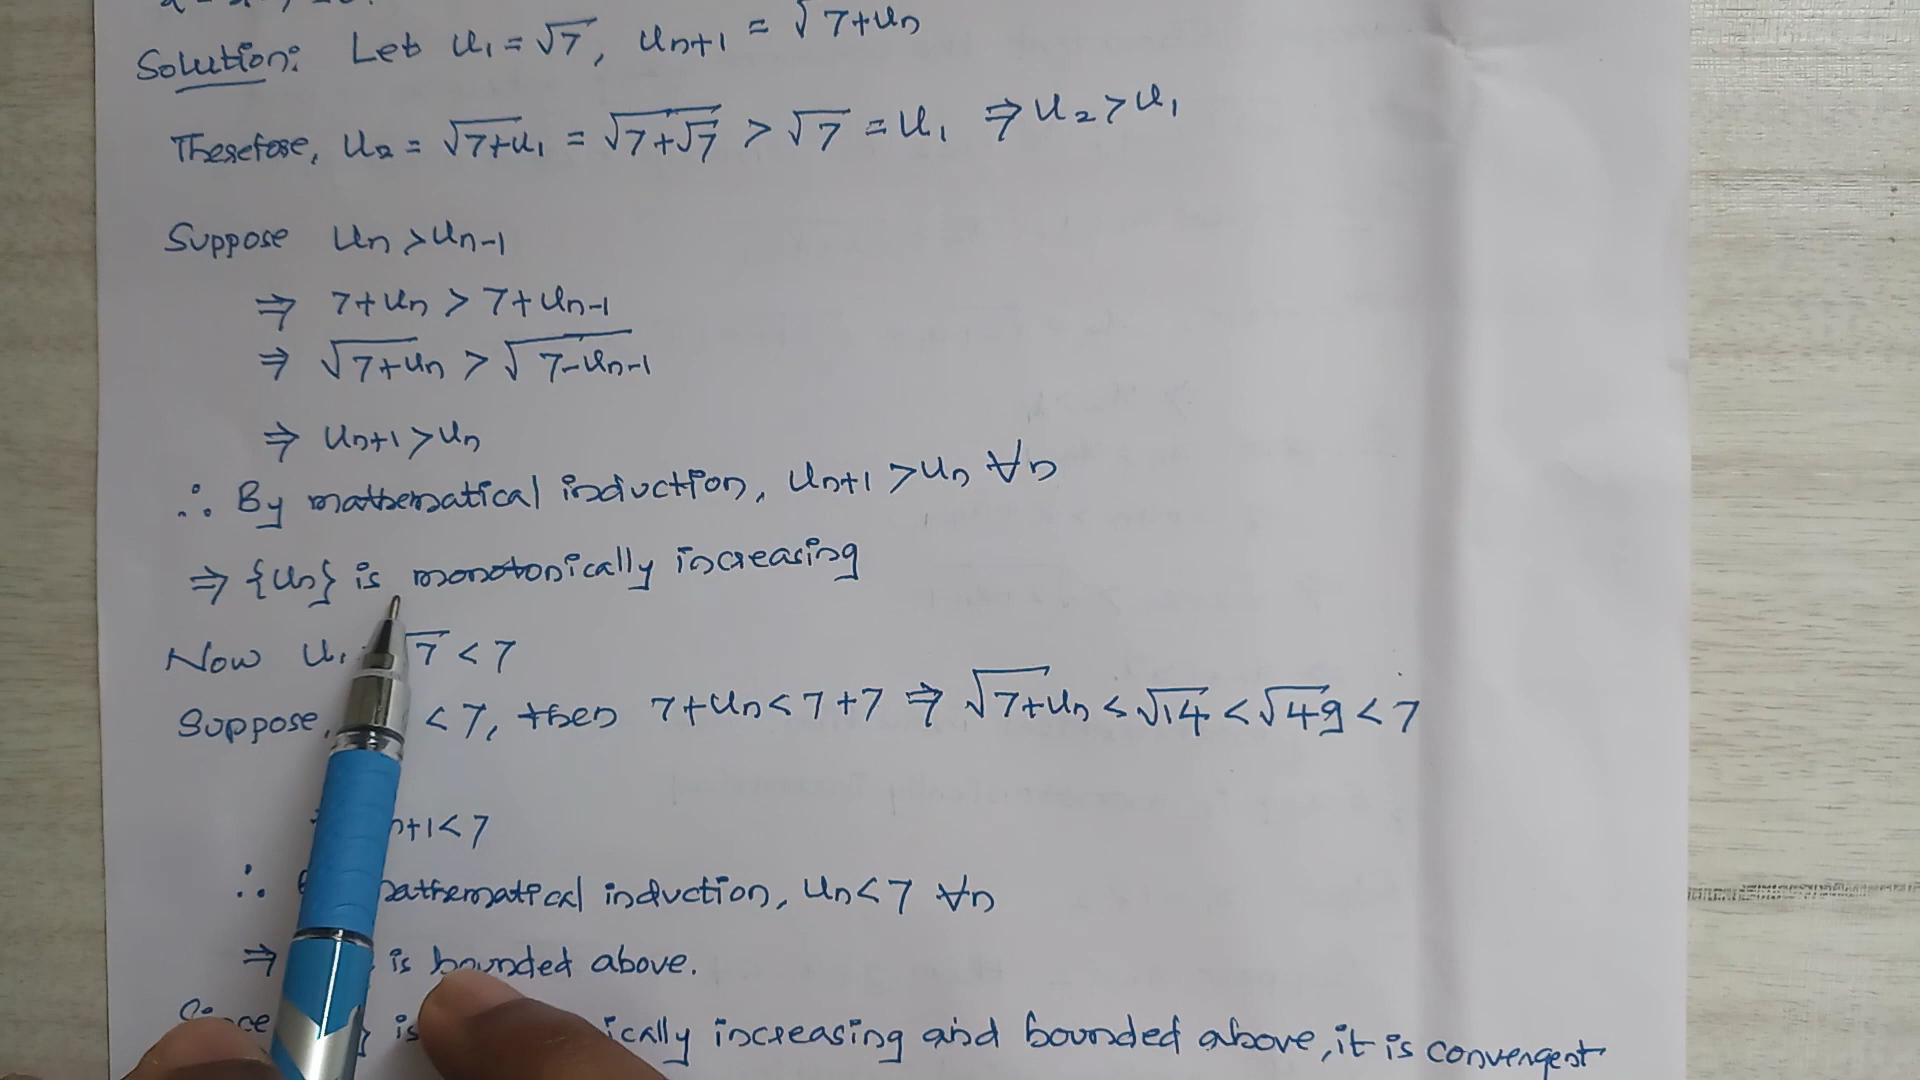 Solution: Let u₁ = √7, uₙ₊₁ = √7+uₙ
Therefore, u₂ = √7+u₁ = √7+√7 > √7 = u₁ ⇒ u₂ > u₁
Suppose uₙ > uₙ₋₁
⇒ 7+uₙ > 7+uₙ₋₁
⇒ √7+uₙ > √7-uₙ₋₁
⇒ uₙ₊₁ > uₙ
∴ By mathematical induction, uₙ₊₁ > uₙ ∀n
⇒ {uₙ} is monotonically increasing
Now u₁ √7 < 7
Suppose, < 7, then 7+uₙ < 7+7 ⇒ √7+uₙ < √14 < √49 < 7
n+1 < 7
∴ mathematical induction, uₙ < 7 ∀n
⇒ is bounded above.
Since } is ically increasing and bounded above, it is convergent